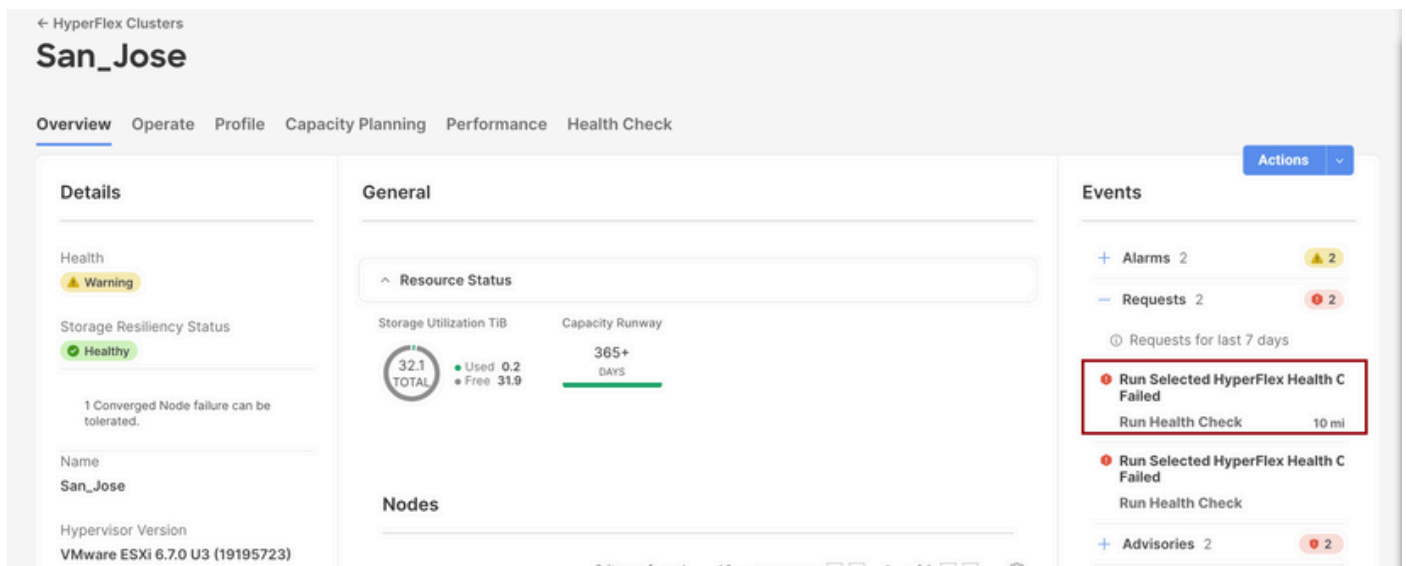 ← HyperFlex Clusters
San_Jose
Overview Operate Profile Capacity Planning Performance Health Check
Actions
Details
Health
Warning
Storage Resiliency Status
Healthy
1 Converged Node failure can be
tolerated.
Name
San_Jose
Hypervisor Version
VMware ESXi 6.7.0 U3 (19195723)
General
Resource Status
Storage Utilization TiB
32.1
TOTAL
Used 0.2
Free 31.9
Capacity Runway
365+
DAYS
Nodes
Events
+ Alarms 2 2
− Requests 2 2
Requests for last 7 days
Run Selected HyperFlex Health C
Failed
Run Health Check 10 mi
Run Selected HyperFlex Health C
Failed
Run Health Check
+ Advisories 2 2